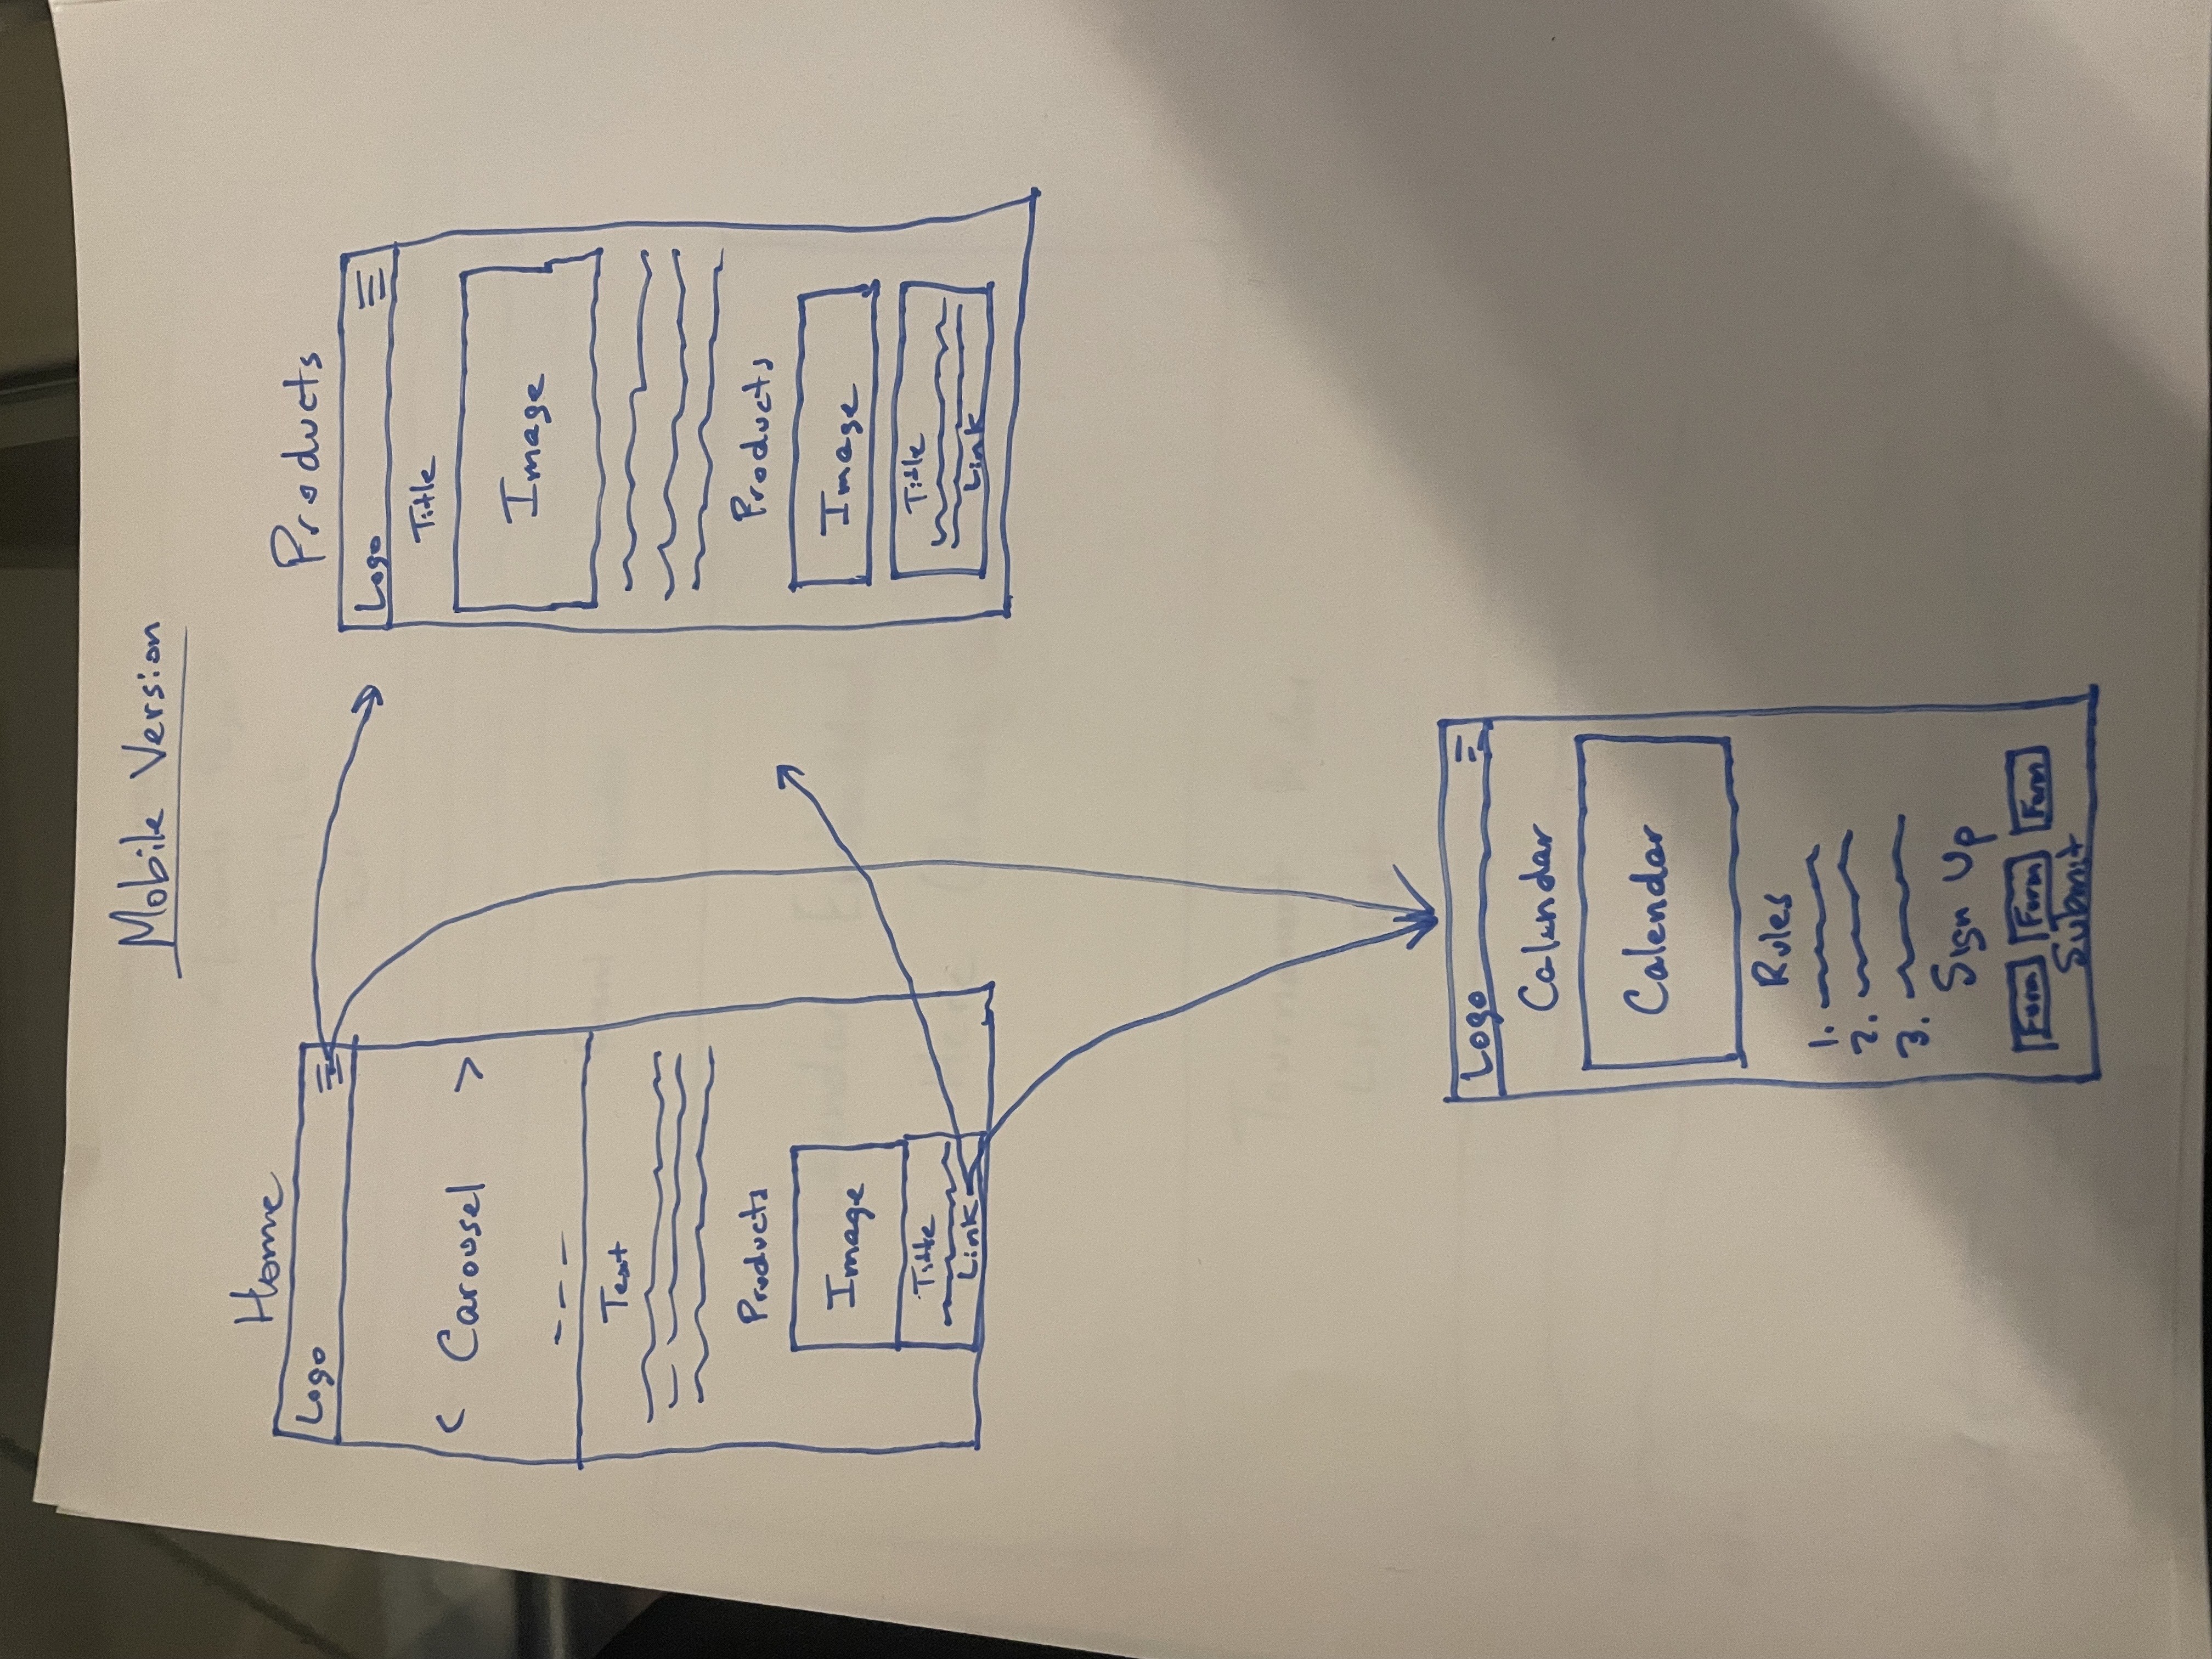 Mobile Version
Home
Logo
< Carousel >
Text
Products
Image
Title
Link
Products
Logo
Title
Image
Products
Image
Title
Link
Logo
Calendar
Calendar
Rules
1.
2.
3.
Sign Up
Form Form Form
Submit